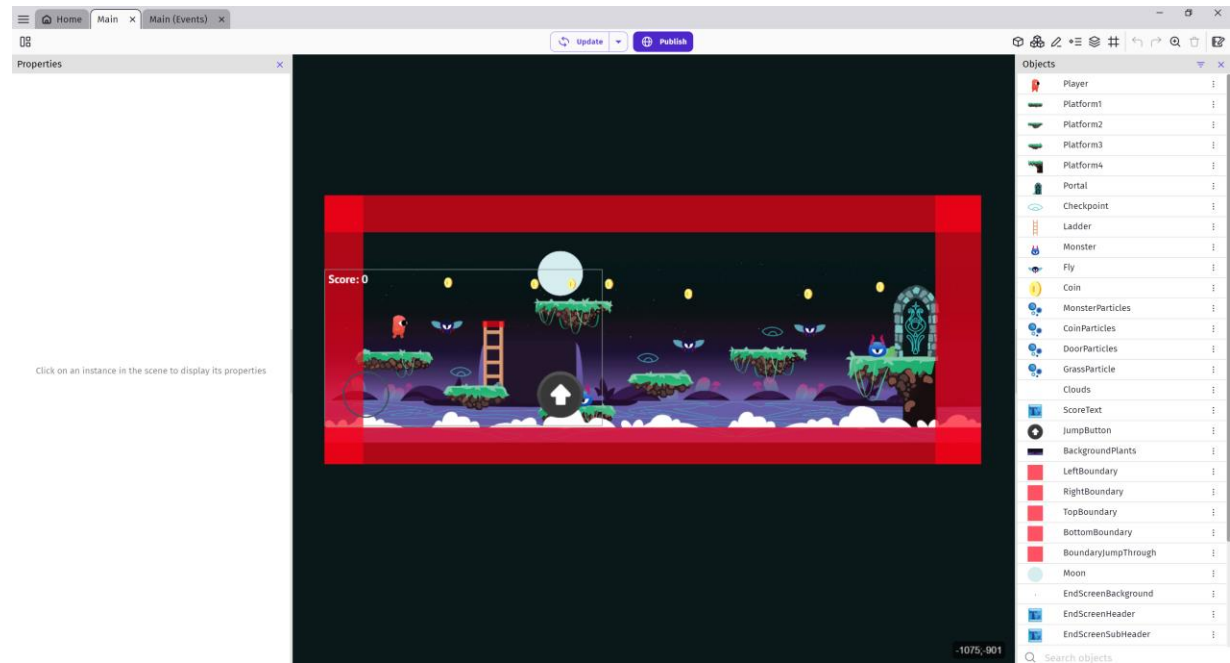 Home
Main
Main (Events)
Update
Publish
Properties
Objects
Click on an instance in the scene to display its properties
Score: 0
-1075;-901
Player
Platform1
Platform2
Platform3
Platform4
Portal
Checkpoint
Ladder
Monster
Fly
Coin
MonsterParticles
CoinParticles
DoorParticles
GrassParticle
Clouds
ScoreText
JumpButton
BackgroundPlants
LeftBoundary
RightBoundary
TopBoundary
BottomBoundary
BoundaryJumpThrough
Moon
EndScreenBackground
EndScreenHeader
EndScreenSubHeader
Search objects